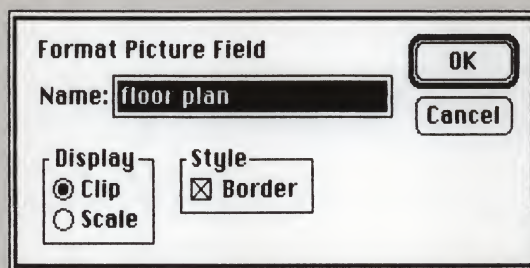 Format Picture Field
OK
Name: floor plan
Cancel
Display
Clip
Scale
Style
Border